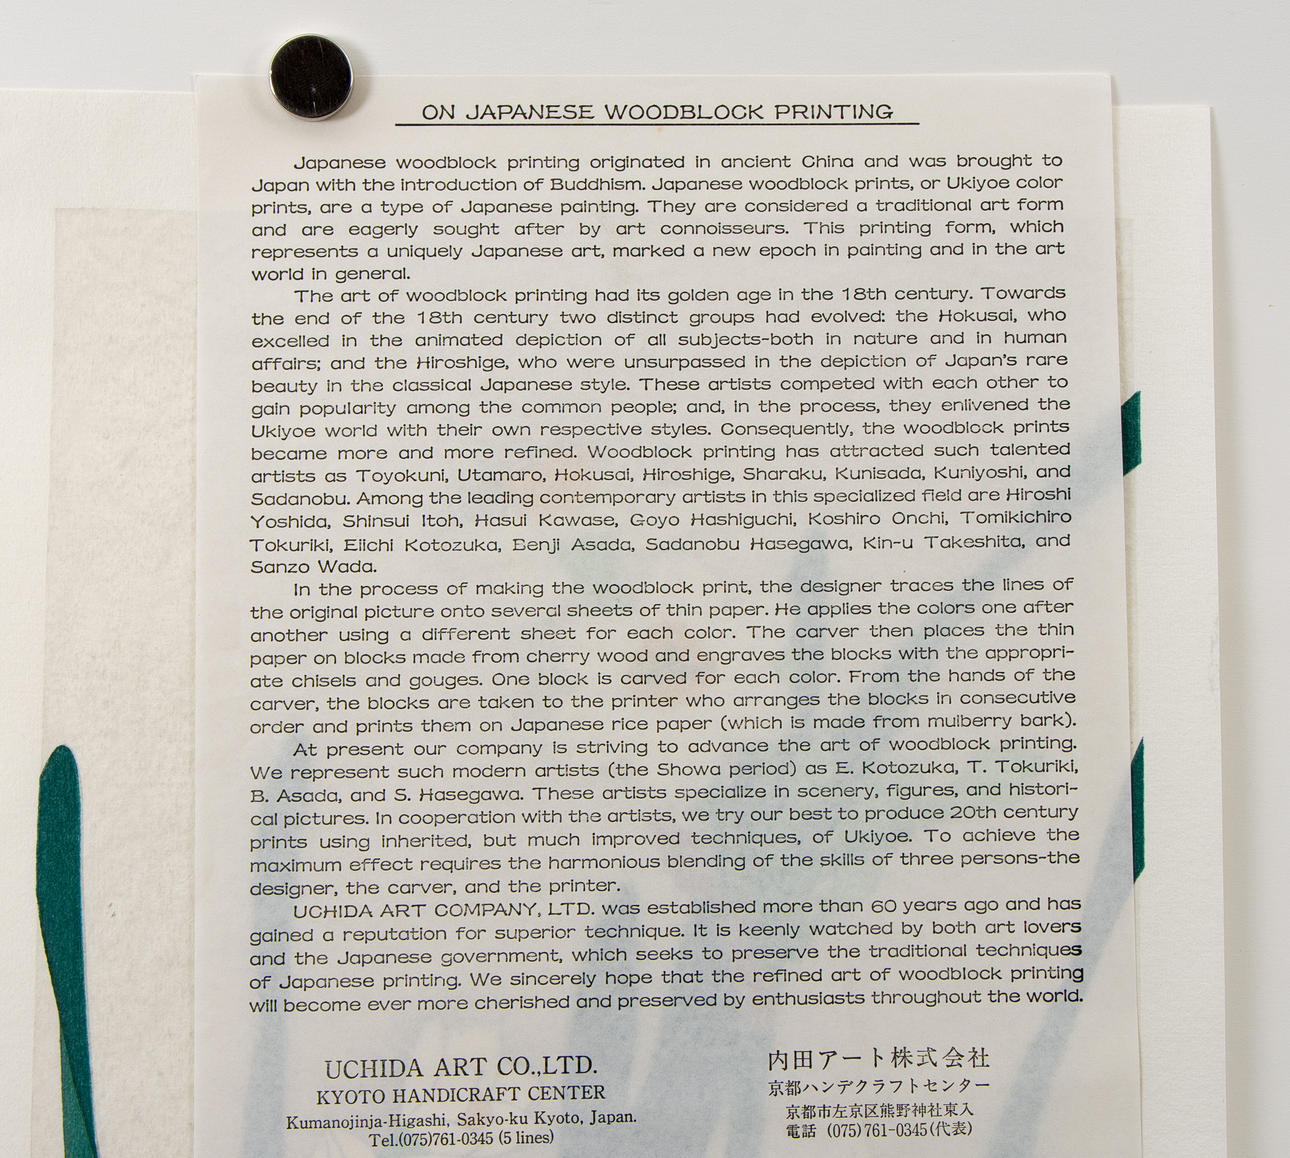 ON JAPANESE WOODBLOCK PRINTING
Japanese woodblock printing originated in ancient China and was brought to
Japan with the introduction of Buddhism. Japanese woodblock prints, or Ukiyoe color
prints, are a type of Japanese painting. They are considered a traditional art form
and are eagerly sought after by art connoisseurs. This printing form, which
represents a uniquely Japanese art, marked a new epoch in painting and in the art
world in general.
The art of woodblock printing had its golden age in the 18th century. Towards
the end of the 18th century two distinct groups had evolved: the Hokusai, who
excelled in the animated depiction of all subjects-both in nature and in human
affairs; and the Hiroshige, who were unsurpassed in the depiction of Japan's rare
beauty in the classical Japanese style. These artists competed with each other to
gain popularity among the common people; and, in the process, they enlivened the
Ukiyoe world with their own respective styles. Consequently, the woodblock prints
became more and more refined. Woodblock printing has attracted such talented
artists as Toyokuni, Utamaro, Hokusai, Hiroshige, Sharaku, Kunisada, Kuniyoshi, and
Sadanobu. Among the leading contemporary artists in this specialized field are Hiroshi
Yoshida, Shinsui Itoh, Hasui Kawase, Goyo Hashiguchi, Koshiro Onchi, Tomikichiro
Tokuriki, Eiichi Kotozuka, Benji Asada, Sadanobu Hasegawa, Kin-u Takeshita, and
Sanzo Wada.
In the process of making the woodblock print, the designer traces the lines of
the original picture onto several sheets of thin paper. He applies the colors one after
another using a different sheet for each color. The carver then places the thin
paper on blocks made from cherry wood and engraves the blocks with the appropri-
ate chisels and gouges. One block is carved for each color. From the hands of the
carver, the blocks are taken to the printer who arranges the blocks in consecutive
order and prints them on Japanese rice paper (which is made from mulberry bark).
At present our company is striving to advance the art of woodblock printing.
We represent such modern artists (the Showa period) as E. Kotozuka, T. Tokuriki,
B. Asada, and S. Hasegawa. These artists specialize in scenery, figures, and histori-
cal pictures. In cooperation with the artists, we try our best to produce 20th century
prints using inherited, but much improved techniques, of Ukiyoe. To achieve the
maximum effect requires the harmonious blending of the skills of three persons-the
designer, the carver, and the printer.
UCHIDA ART COMPANY, LTD. was established more than 60 years ago and has
gained a reputation for superior technique. It is keenly watched by both art lovers
and the Japanese government, which seeks to preserve the traditional techniques
of Japanese printing. We sincerely hope that the refined art of woodblock printing
will become ever more cherished and preserved by enthusiasts throughout the world.
UCHIDA ART CO.,LTD.
KYOTO HANDICRAFT CENTER
Kumanojinja-Higashi, Sakyo-ku Kyoto, Japan.
Tel.(075)761-0345 (5 lines)
内田アート株式会社
京都ハンデクラフトセンター
京都市左京区熊野神社東入
電話 (075)761-0345(代表)